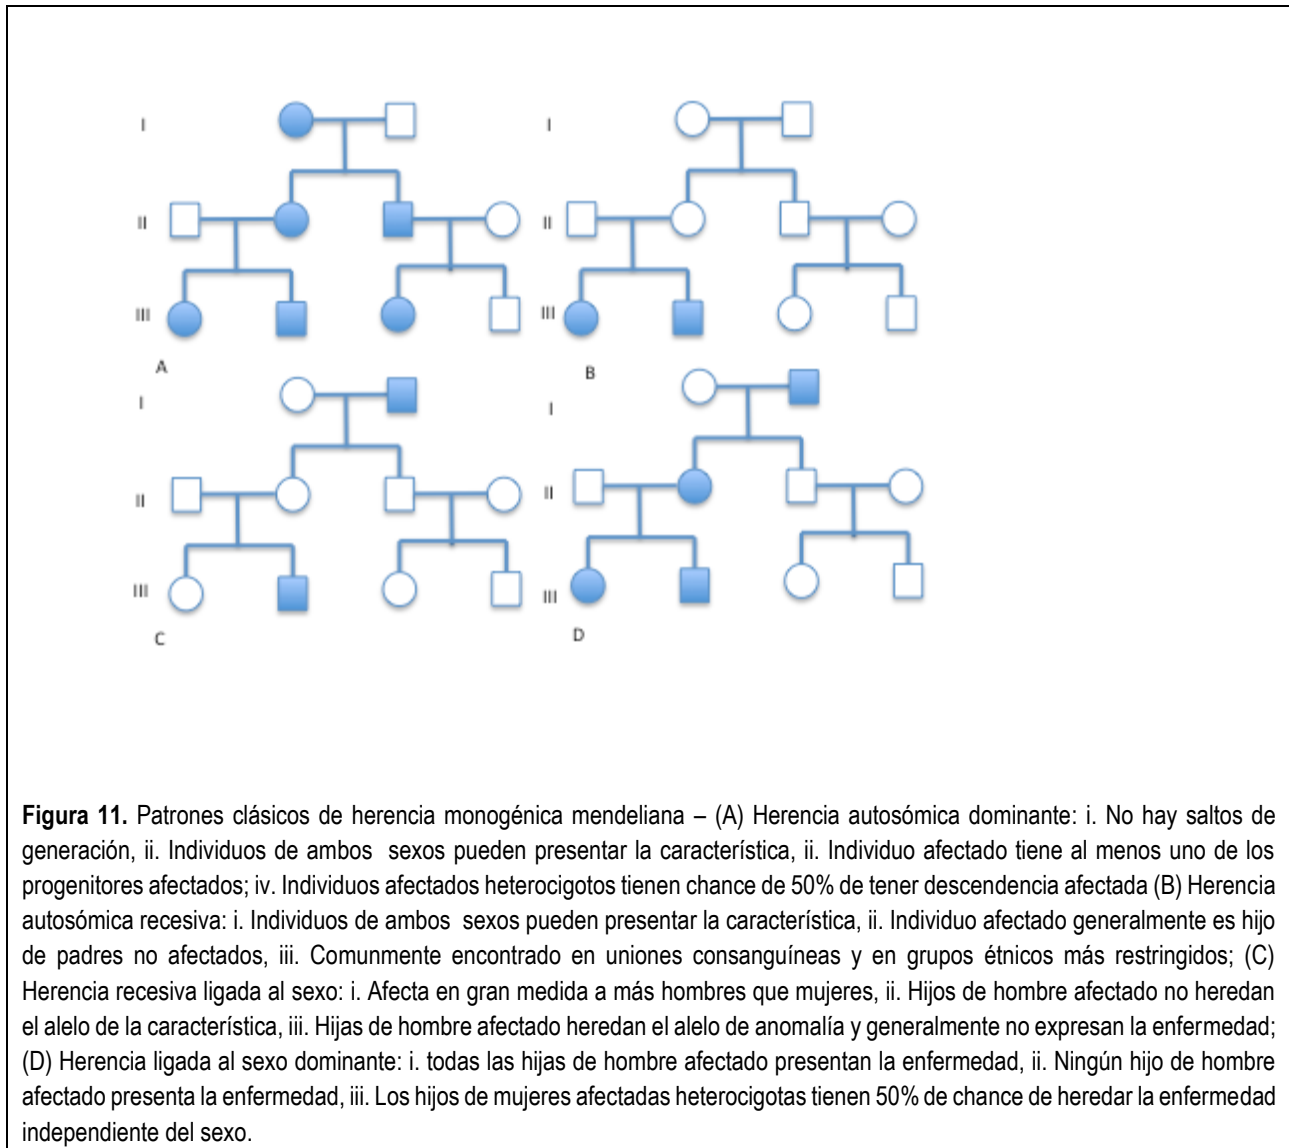 I
I
II
II
III
III
A
B
I
I
II
II
III
III
C
D
Figura 11. Patrones clásicos de herencia monogénica mendeliana – (A) Herencia autosómica dominante: i. No hay saltos de
generación, ii. Individuos de ambos sexos pueden presentar la característica, ii. Individuo afectado tiene al menos uno de los
progenitores afectados; iv. Individuos afectados heterocigotos tienen chance de 50% de tener descendencia afectada (B) Herencia
autosómica recesiva: i. Individuos de ambos sexos pueden presentar la característica, ii. Individuo afectado generalmente es hijo
de padres no afectados, iii. Comunmente encontrado en uniones consanguíneas y en grupos étnicos más restringidos; (C)
Herencia recesiva ligada al sexo: i. Afecta en gran medida a más hombres que mujeres, ii. Hijos de hombre afectado no heredan
el alelo de la característica, iii. Hijas de hombre afectado heredan el alelo de anomalía y generalmente no expresan la enfermedad;
(D) Herencia ligada al sexo dominante: i. todas las hijas de hombre afectado presentan la enfermedad, ii. Ningún hijo de hombre
afectado presenta la enfermedad, iii. Los hijos de mujeres afectadas heterocigotas tienen 50% de chance de heredar la enfermedad
independiente del sexo.